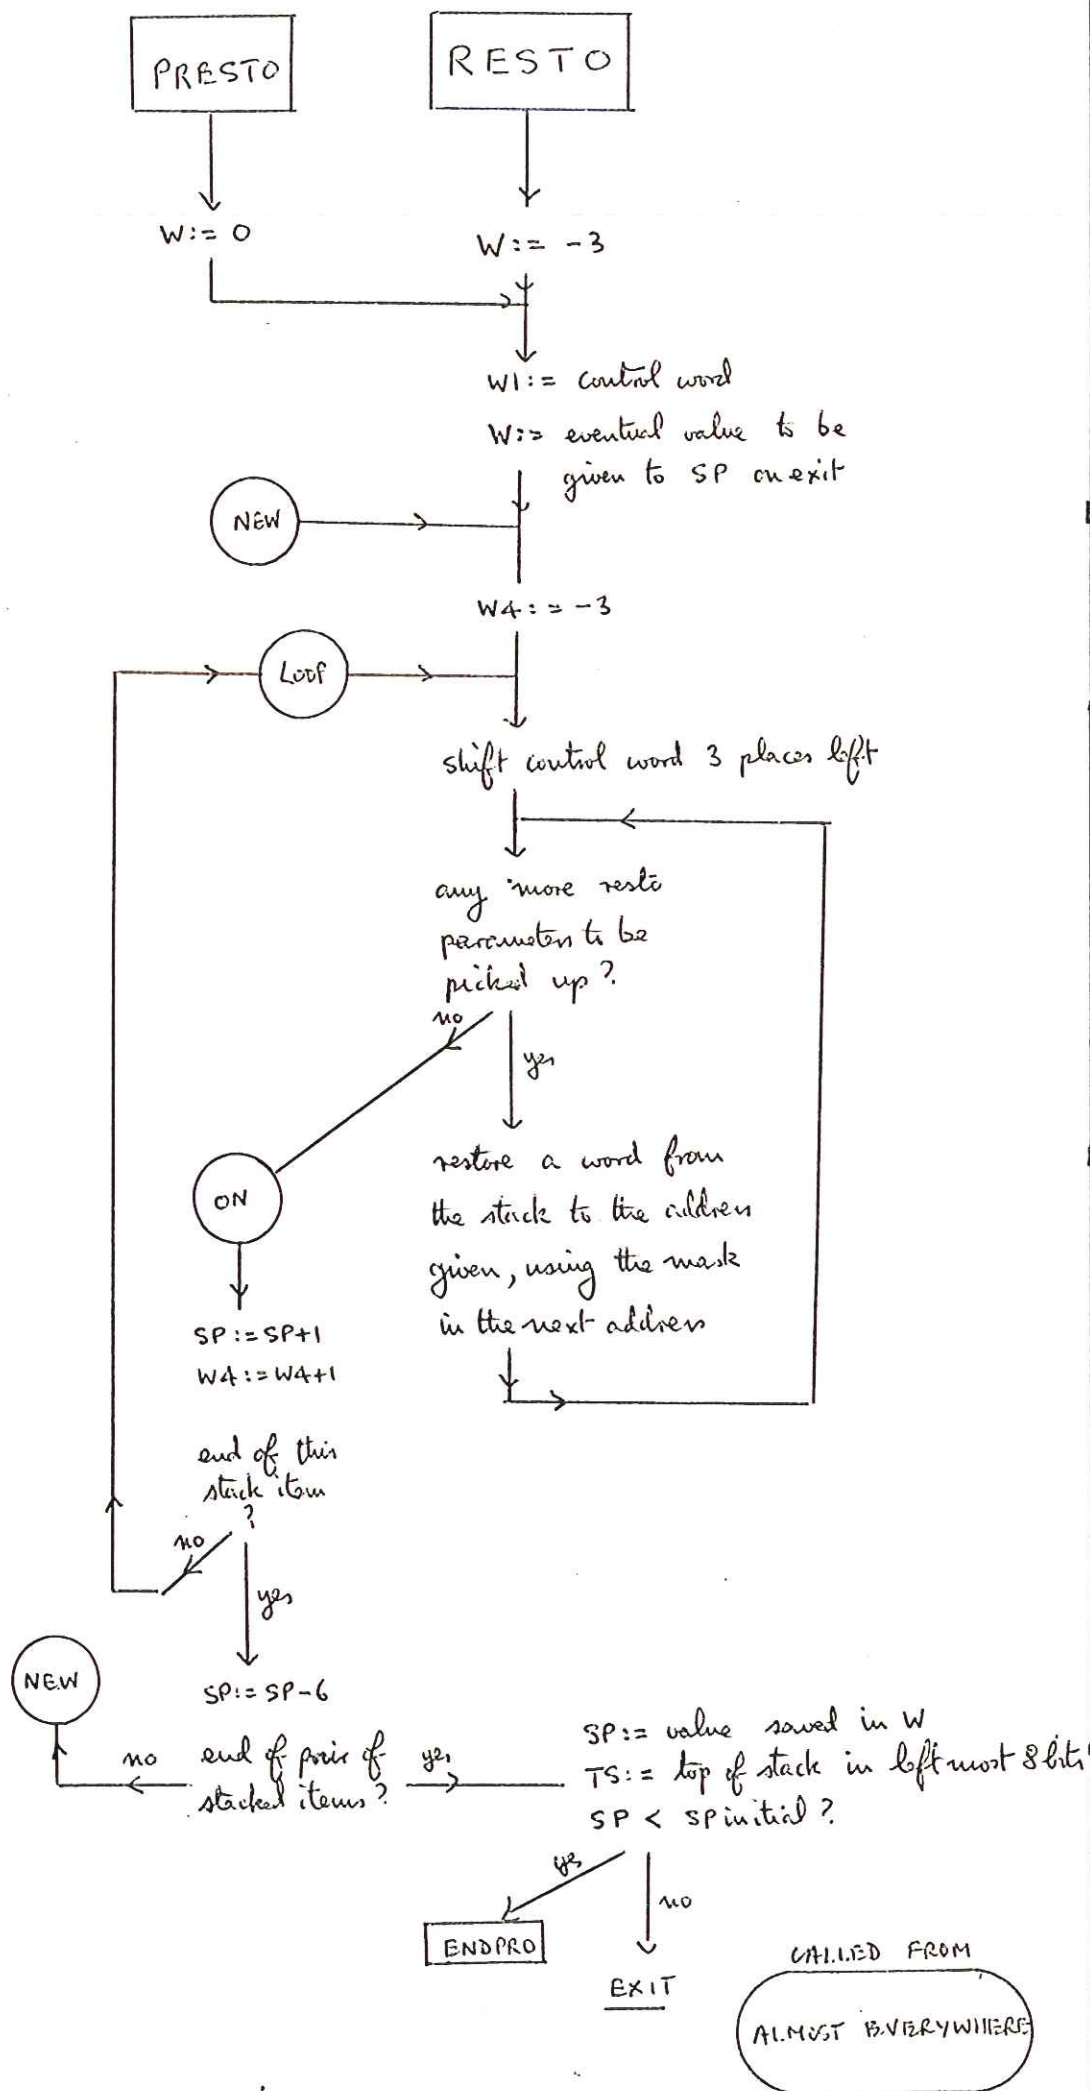 PRESTO
RESTO
W:= 0
W:= -3
W1:= control word
W:= eventual value to be
given to SP on exit
NEW
W4:= -3
LOOP
shift control word 3 places left
any more resto
parameters to be
picked up?
no
yes
ON
restore a word from
the stack to the address
given, using the mask
in the next address
SP:=SP+1
W4:=W4+1
end of this
stack item
?
no
yes
NEW
SP:=SP-6
no
end of pair of
stacked items?
yes
SP:= value saved in W
TS:= top of stack in leftmost 8 bits
SP < SP initial?
yes
no
ENDPRO
EXIT
CALLED FROM
ALMOST EVERYWHERE